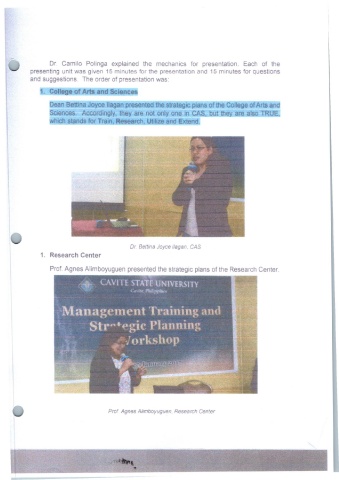 Dr. Camilo Polinga explained the mechanics for presentation. Each of the
presenting unit was given 15 minutes for the presentation and 15 minutes for questions
and suggestions. The order of presentation was:
1. College of Arts and Sciences
Dean Bettina Joyce Ilagan presented the strategic plans of the College of Arts and
Sciences. Accordingly, they are not only one in CAS, but they are also TRUE,
which stands for Train, Research, Utilize and Extend.
Dr. Bettina Joyce Ilagan, CAS
1. Research Center
Prof. Agnes Alimboyuguen presented the strategic plans of the Research Center.
CAVITE STATE UNIVERSITY
Cavite, Philippines
Management Training and
Strategic Planning
Workshop
Prof. Agnes Alimboyuguen, Research Center